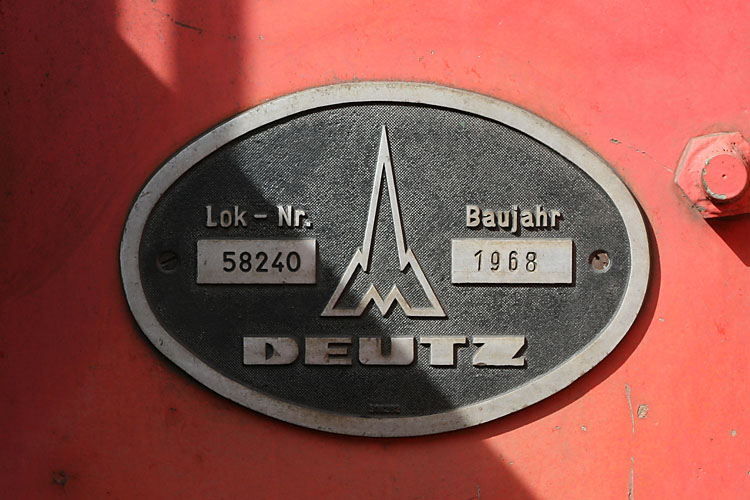 Lok - Nr. Baujahr
58240 1968
DEUTZ